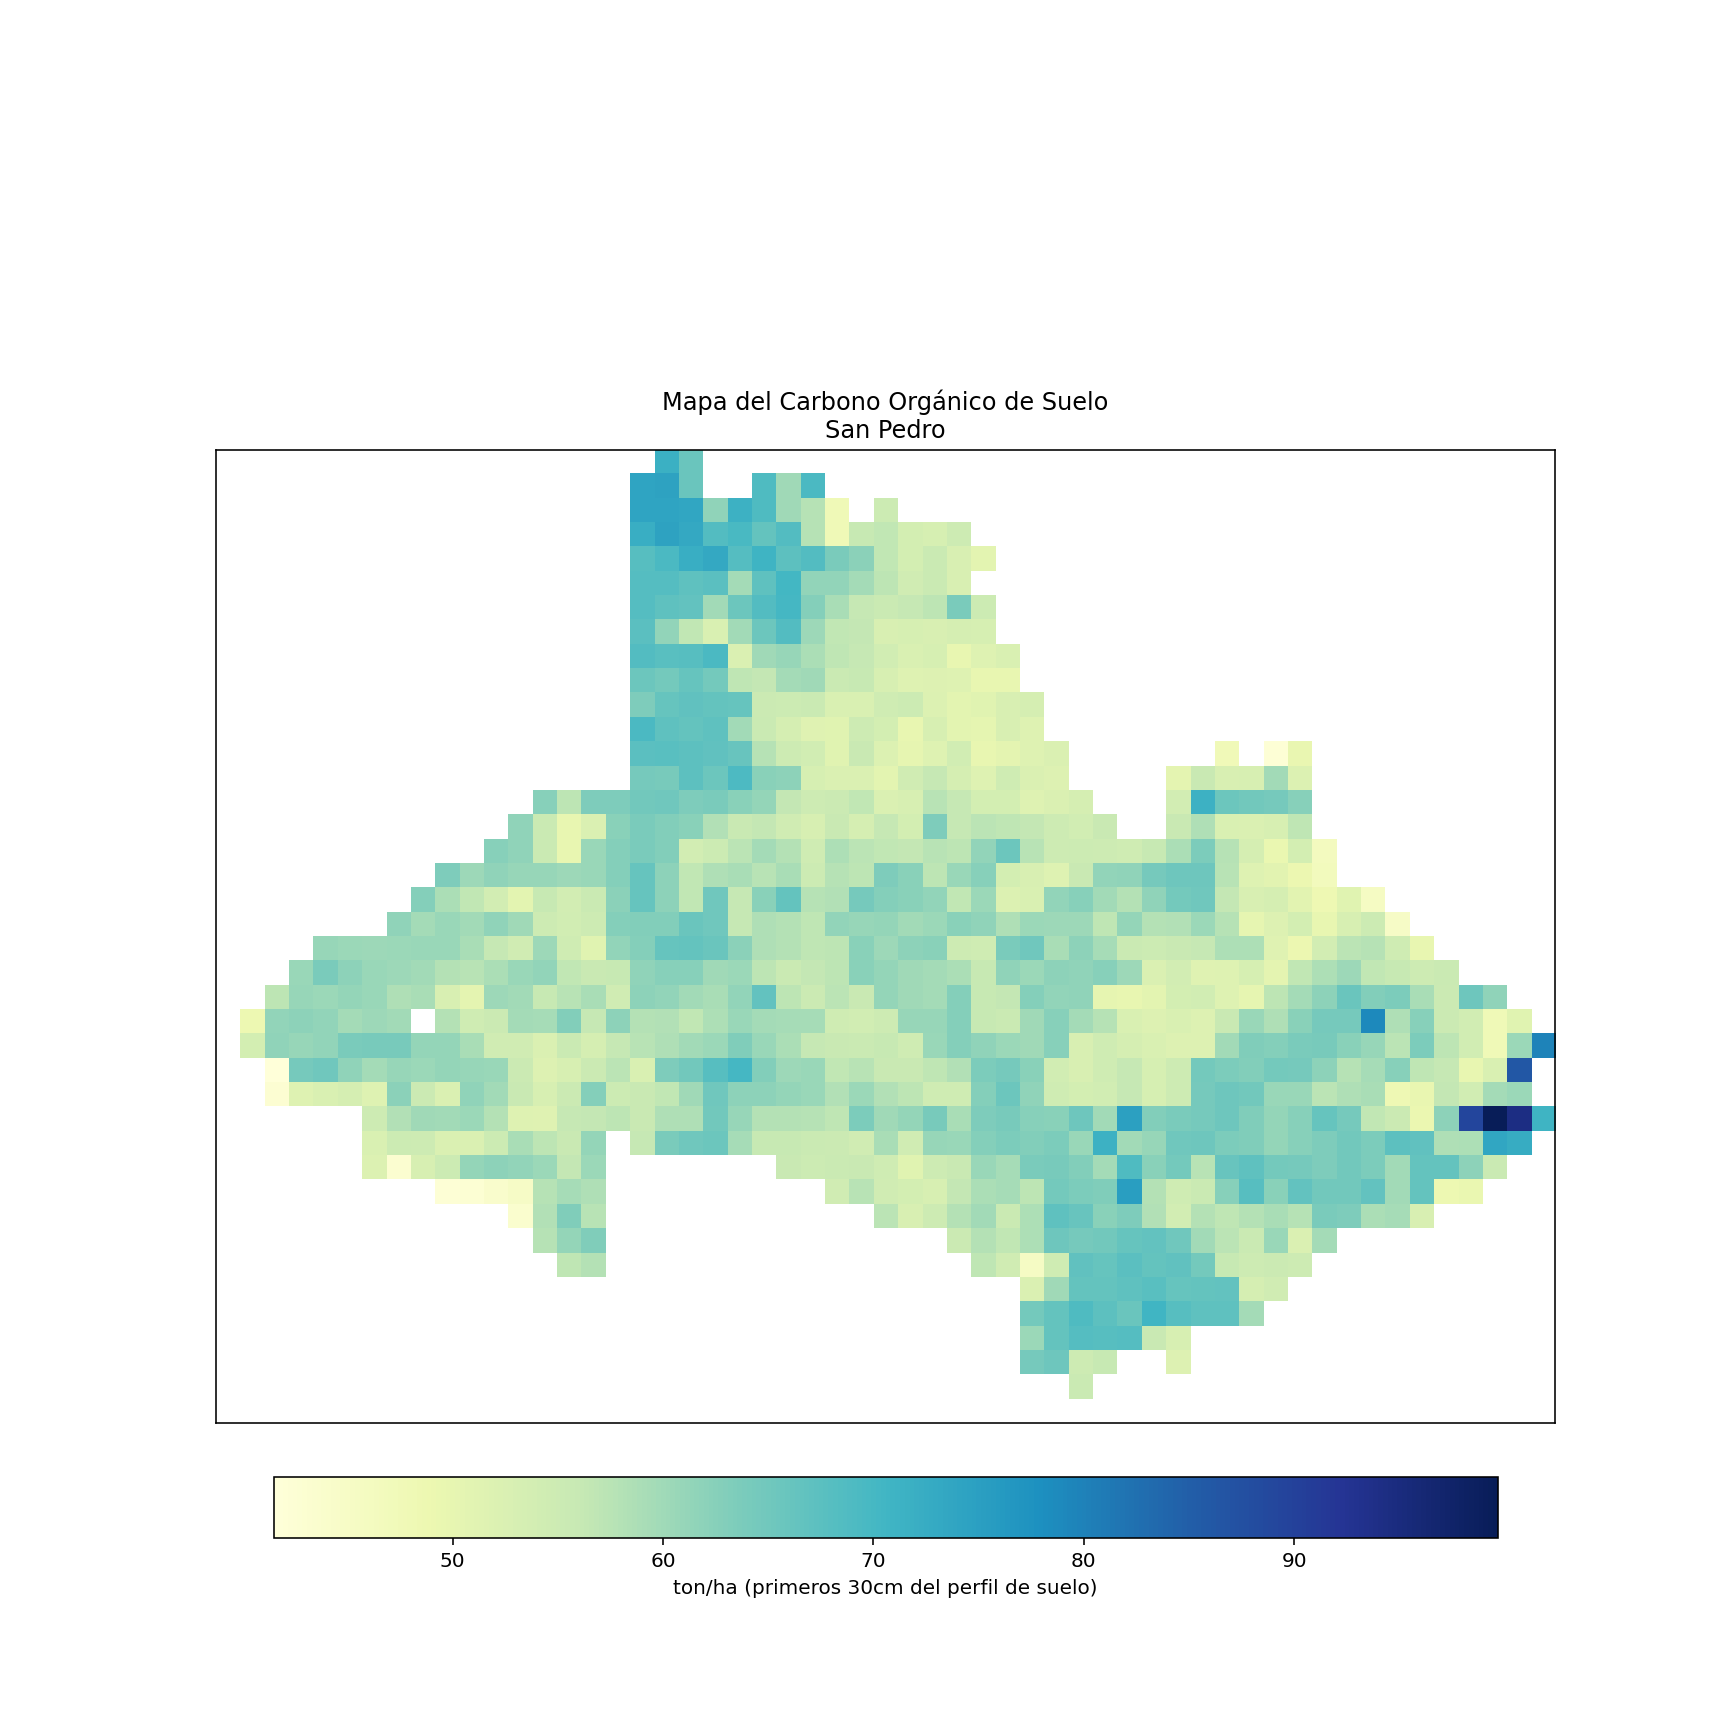 Mapa del Carbono Orgánico de Suelo
San Pedro
50 60 70 80 90
ton/ha (primeros 30cm del perfil de suelo)